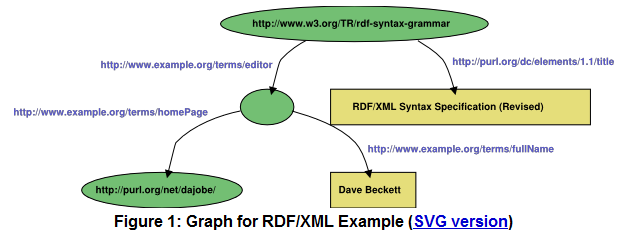 http://www.w3.org/TR/rdf-syntax-grammar
http://www.example.org/terms/editor
http://purl.org/dc/elements/1.1/title
http://www.example.org/terms/homePage
RDF/XML Syntax Specification (Revised)
http://www.example.org/terms/fullName
http://purl.org/net/dajobe/
Dave Beckett
Figure 1: Graph for RDF/XML Example (SVG version)